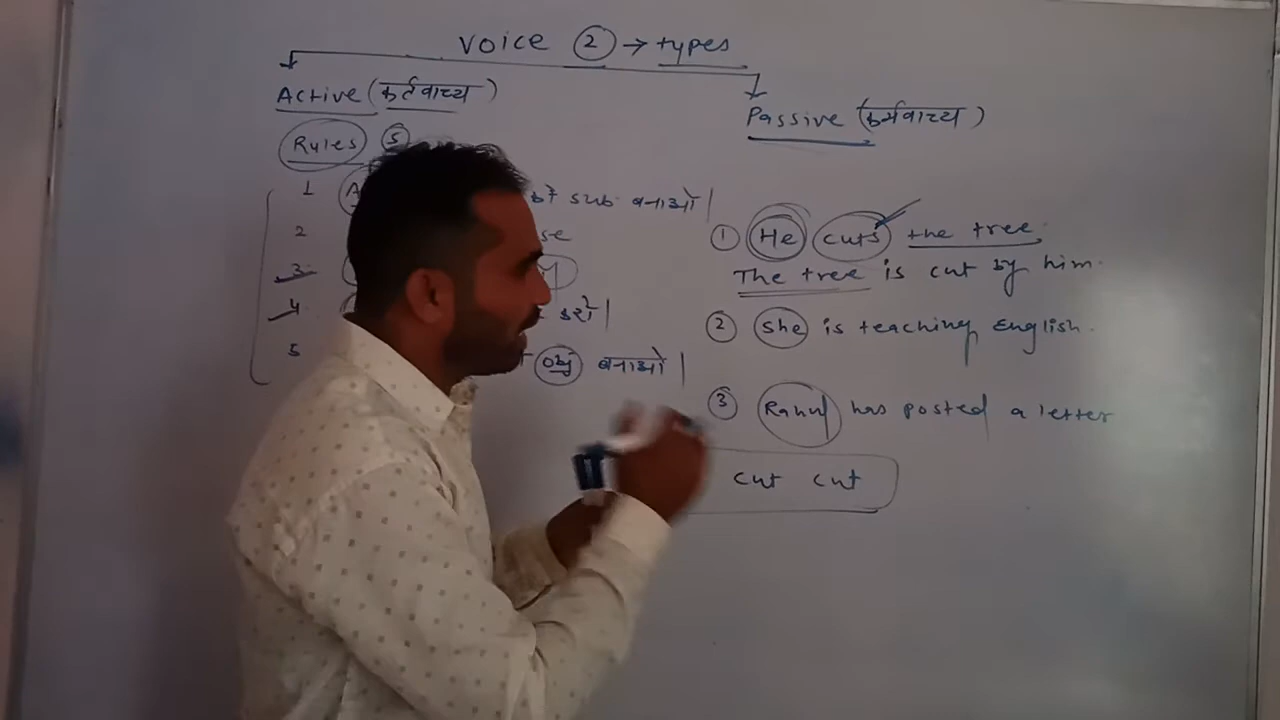 voice 2 → types
Active (कर्तवाच्य)
Passive (कर्मवाच्य)
Rules 5
1 sub बनाओ|
2
3
4 करो|
5 obj बनाओ|
1 He cuts the tree.
The tree is cut by him.
2 She is teaching English.
3 Rahul has posted a letter
cut cut